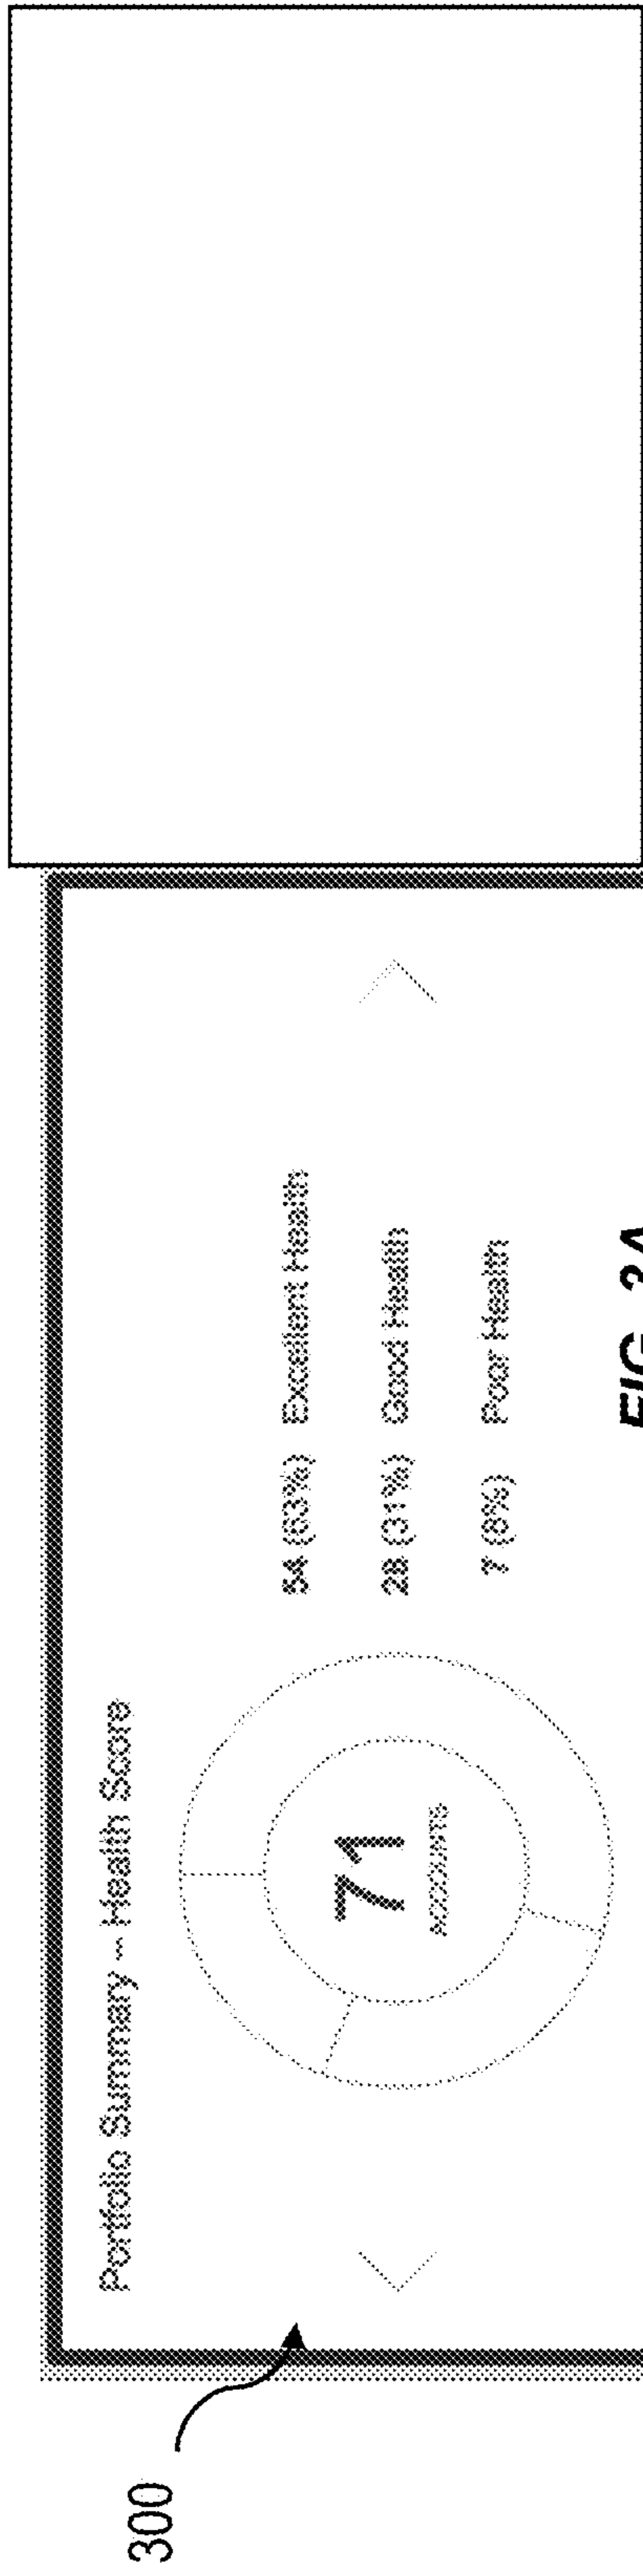 300
Portfolio Summary – Health Score
71
ACCOUNTS
54 (63%) Excellent Health
28 (31%) Good Health
7 (8%) Poor Health
FIG. 3A